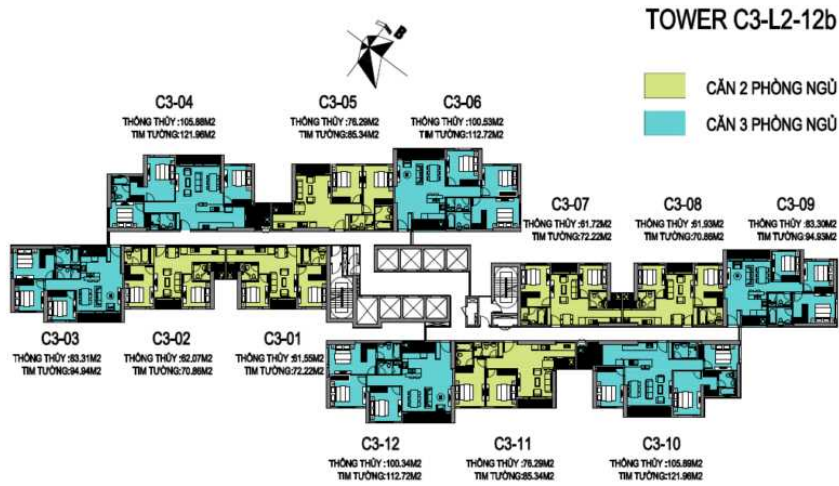 TOWER C3-L2-12b
B
CĂN 2 PHÒNG NGỦ
CĂN 3 PHÒNG NGỦ
C3-04
THÔNG THỦY :105.88M2
TIM TƯỜNG:121.96M2
C3-05
THÔNG THỦY :76.29M2
TIM TƯỜNG:85.34M2
C3-06
THÔNG THỦY :100.53M2
TIM TƯỜNG:112.72M2
C3-07
THÔNG THỦY :61.72M2
TIM TƯỜNG:72.22M2
C3-08
THÔNG THỦY :61.93M2
TIM TƯỜNG:70.86M2
C3-09
THÔNG THỦY :83.30M2
TIM TƯỜNG:94.93M2
C3-03
THÔNG THỦY :83.31M2
TIM TƯỜNG:94.94M2
C3-02
THÔNG THỦY :62.07M2
TIM TƯỜNG:70.86M2
C3-01
THÔNG THỦY :61,55M2
TIM TƯỜNG:72.22M2
C3-12
THÔNG THỦY :100.34M2
TIM TƯỜNG:112.72M2
C3-11
THÔNG THỦY :76.29M2
TIM TƯỜNG:85.34M2
C3-10
THÔNG THỦY :105.89M2
TIM TƯỜNG:121.96M2